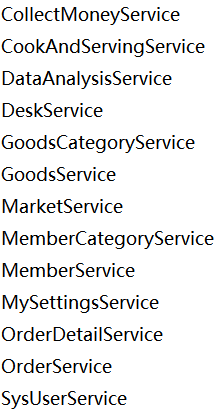 CollectMoneyService
CookAndServingService
DataAnalysisService
DeskService
GoodsCategoryService
GoodsService
MarketService
MemberCategoryService
MemberService
MySettingsService
OrderDetailService
OrderService
SysUserService